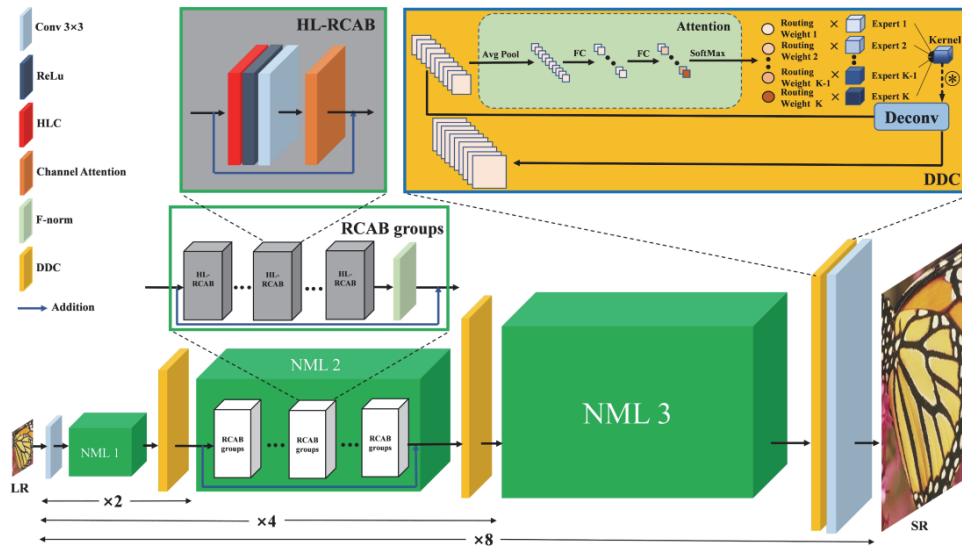 Conv 3×3
ReLu
HLC
Channel Attention
F-norm
DDC
Addition
HL-RCAB
Attention
Avg Pool
FC
FC
SoftMax
Routing
Weight 1
×
Expert 1
Routing
Weight 2
×
Expert 2
Routing
Weight K-1
×
Expert K-1
Routing
Weight K
×
Expert K
Kernel
Deconv
DDC
RCAB groups
HL-
RCAB
HL-
RCAB
HL-
RCAB
NML 2
RCAB
groups
RCAB
groups
RCAB
groups
NML 1
NML 3
LR
SR
×2
×4
×8